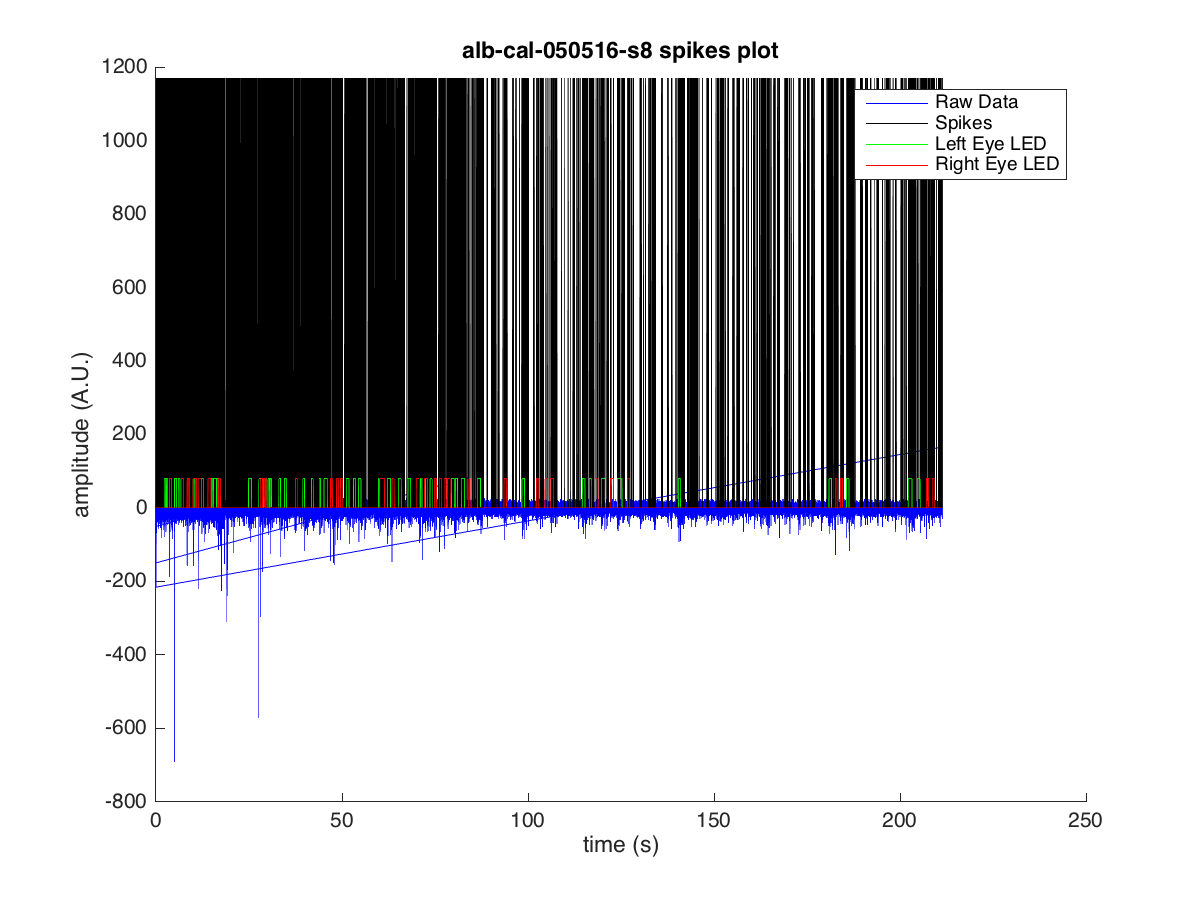 alb-cal-050516-s8 spikes plot
1200
1000
800
600
400
200
0
-200
-400
-600
-800
amplitude (A.U.)
Raw Data
Spikes
Left Eye LED
Right Eye LED
0
50
100
150
200
250
time (s)